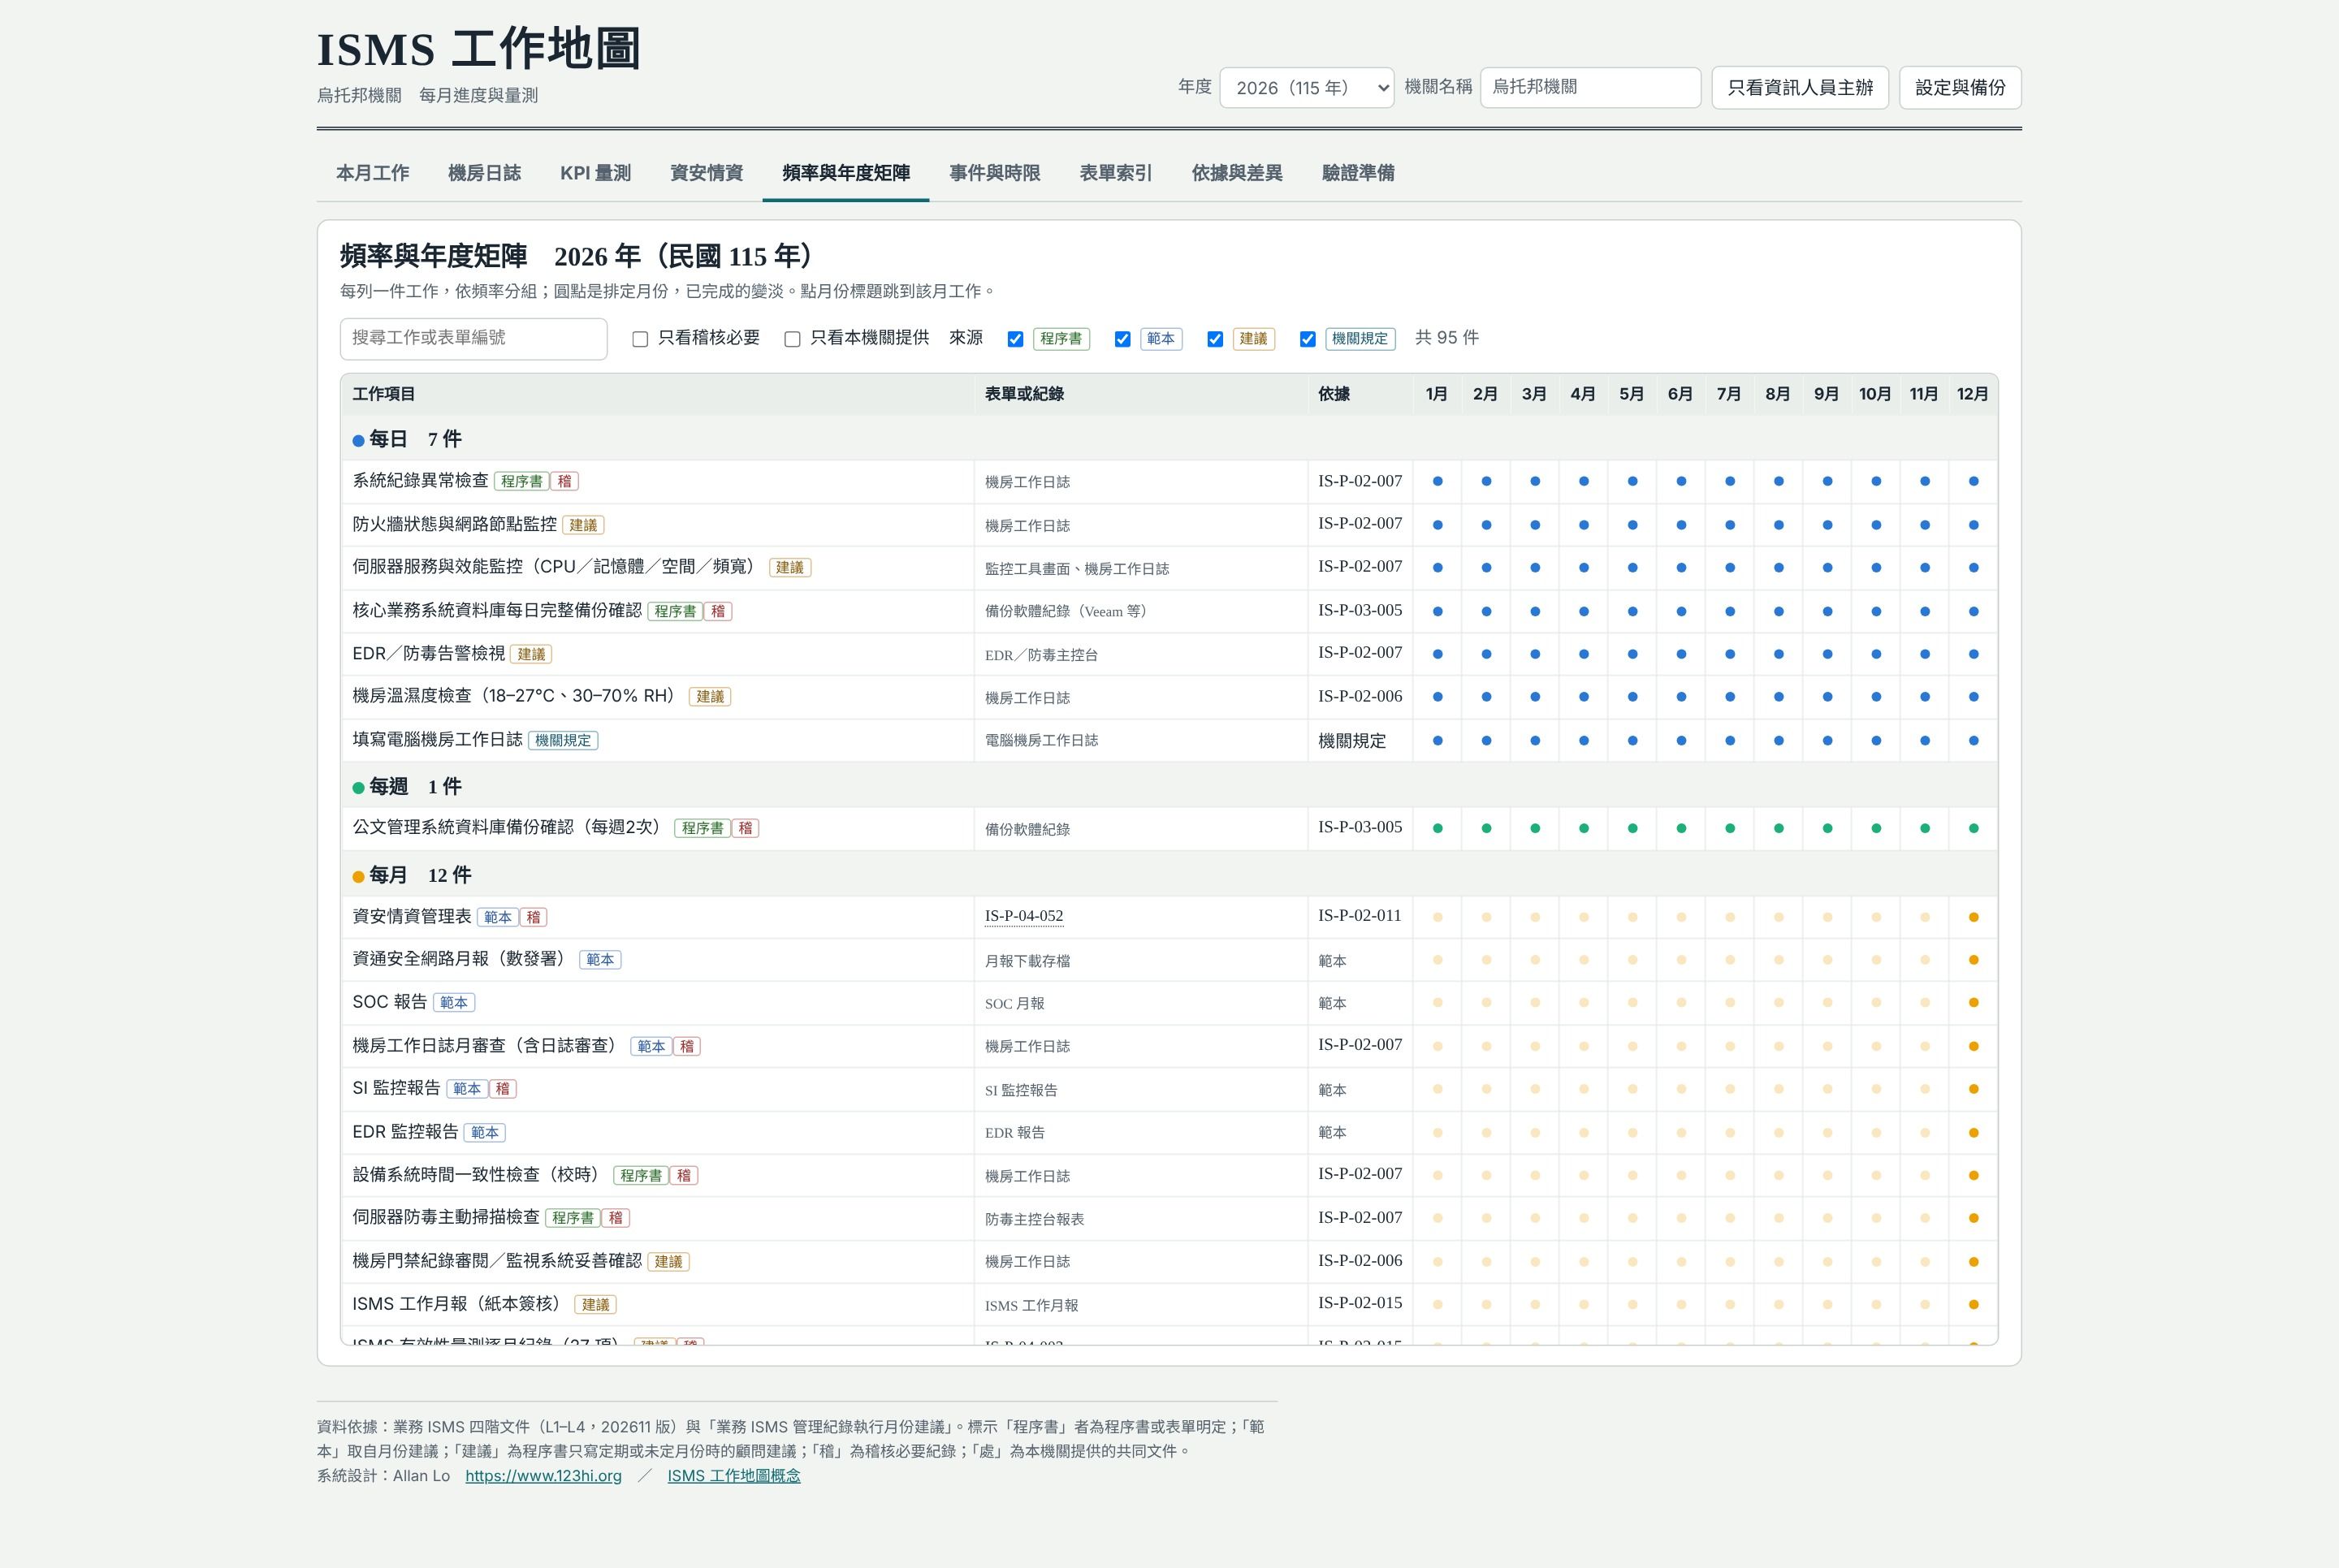 ISMS 工作地圖
烏托邦機關　每月進度與量測
年度 2026（115 年） 機關名稱 烏托邦機關 只看資訊人員主辦 設定與備份
本月工作 機房日誌 KPI 量測 資安情資 頻率與年度矩陣 事件與時限 表單索引 依據與差異 驗證準備
頻率與年度矩陣　2026 年（民國 115 年）
每列一件工作，依頻率分組；圓點是排定月份，已完成的變淡。點月份標題跳到該月工作。
搜尋工作或表單編號 只看稽核必要 只看本機關提供 來源 程序書 範本 建議 機關規定 共 95 件
工作項目 表單或紀錄 依據 1月 2月 3月 4月 5月 6月 7月 8月 9月 10月 11月 12月
每日　7 件
系統紀錄異常檢查 程序書 稽 機房工作日誌 IS-P-02-007
防火牆狀態與網路節點監控 建議 機房工作日誌 IS-P-02-007
伺服器服務與效能監控（CPU／記憶體／空間／頻寬） 建議 監控工具畫面、機房工作日誌 IS-P-02-007
核心業務系統資料庫每日完整備份確認 程序書 稽 備份軟體紀錄（Veeam 等） IS-P-03-005
EDR／防毒告警檢視 建議 EDR／防毒主控台 IS-P-02-007
機房溫濕度檢查（18–27°C、30–70% RH） 建議 機房工作日誌 IS-P-02-006
填寫電腦機房工作日誌 機關規定 電腦機房工作日誌 機關規定
每週　1 件
公文管理系統資料庫備份確認（每週2次） 程序書 稽 備份軟體紀錄 IS-P-03-005
每月　12 件
資安情資管理表 範本 稽 IS-P-04-052 IS-P-02-011
資通安全網路月報（數發署） 範本 月報下載存檔 範本
SOC 報告 範本 SOC 月報 範本
機房工作日誌月審查（含日誌審查） 範本 稽 機房工作日誌 IS-P-02-007
SI 監控報告 範本 稽 SI 監控報告 範本
EDR 監控報告 範本 EDR 報告 範本
設備系統時間一致性檢查（校時） 程序書 稽 機房工作日誌 IS-P-02-007
伺服器防毒主動掃描檢查 程序書 稽 防毒主控台報表 IS-P-02-007
機房門禁紀錄審閱／監視系統妥善確認 建議 機房工作日誌 IS-P-02-006
ISMS 工作月報（紙本簽核） 建議 ISMS 工作月報 IS-P-02-015
資料依據：業務 ISMS 四階文件（L1–L4，202611 版）與「業務 ISMS 管理紀錄執行月份建議」。標示「程序書」者為程序書或表單明定；「範
本」取自月份建議；「建議」為程序書只寫定期或未定月份時的顧問建議；「稽」為稽核必要紀錄；「處」為本機關提供的共同文件。
系統設計：Allan Lo　https://www.123hi.org　／　ISMS 工作地圖概念